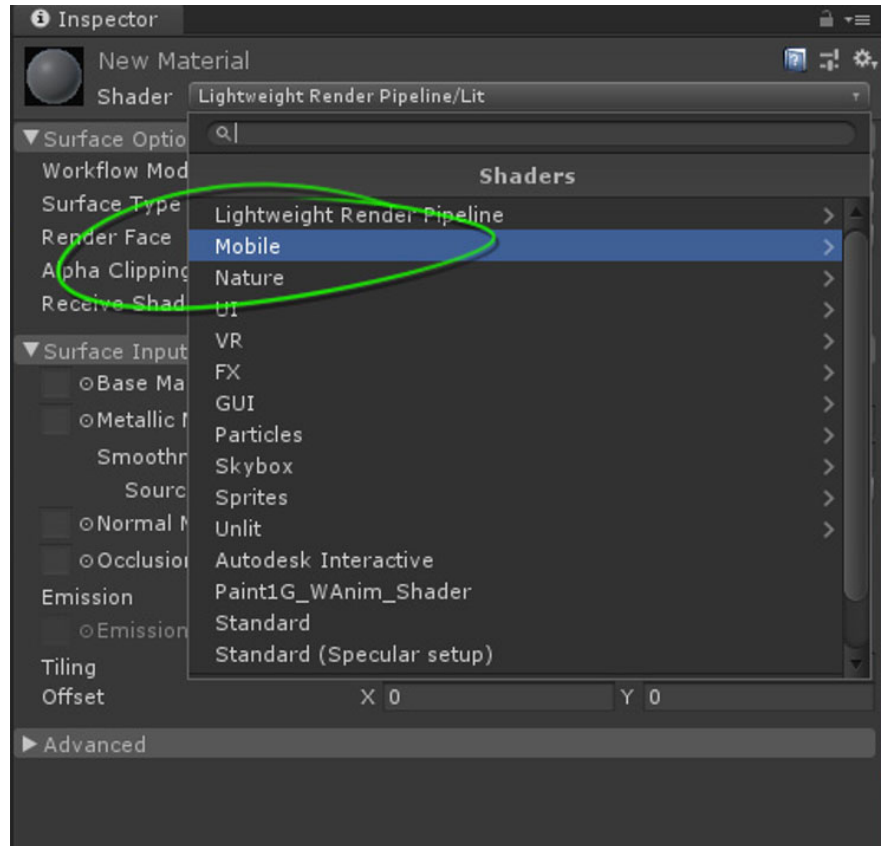 Inspector
New Material
Shader Lightweight Render Pipeline/Lit
Surface Optio
Shaders
Workflow Mod
Surface Type
Lightweight Render Pipeline
Render Face
Mobile
Alpha Clipping
Nature
Receive Shad
UI
VR
Surface Input
FX
Base Ma
GUI
Metallic M
Particles
Smoothn
Skybox
Sourc
Sprites
Normal M
Unlit
Occlusion
Autodesk Interactive
Emission
Paint1G_WAnim_Shader
Emission
Standard
Tiling
Standard (Specular setup)
Offset X 0 Y 0
Advanced